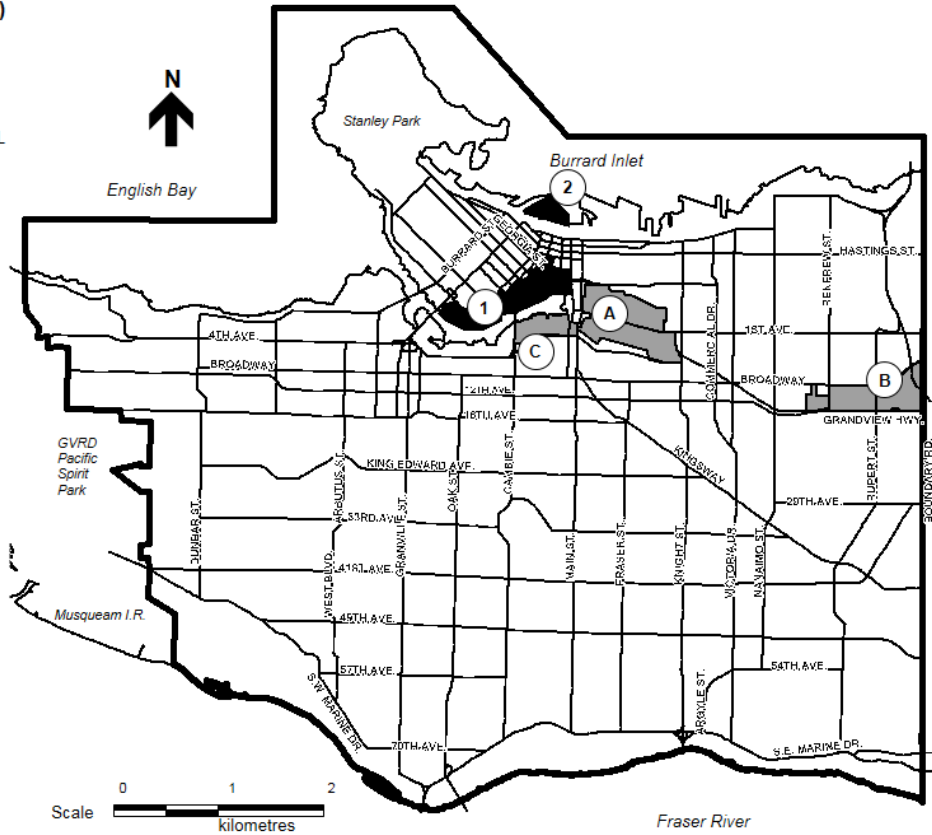 )
N
Stanley Park
Burrard Inlet
English Bay
2
BURRARD ST.
GEORGIA ST.
HASTINGS ST.
RENFREW ST.
1
A
COMMERCIAL DR.
4TH AVE.
1ST AVE.
C
BROADWAY
BROADWAY
B
12TH AVE.
16TH AVE.
GRANDVIEW HWY.
GVRD
Pacific
Spirit
Park
KING EDWARD AVE.
ARBUTUS ST.
OAK ST.
CAMBIE ST.
KINGSWAY
RUPERT ST.
BOUNDARY RD.
29TH AVE.
DUNBAR ST.
33RD AVE.
GRANVILLE ST.
MAIN ST.
FRASER ST.
KNIGHT ST.
VICTORIA DR.
NANAIMO ST.
WEST BLVD.
41ST AVE.
Musqueam I.R.
49TH AVE.
57TH AVE.
54TH AVE.
ARGYLE ST.
S.W. MARINE DR.
70TH AVE.
S.E. MARINE DR.
0 1 2
Scale
kilometres
Fraser River